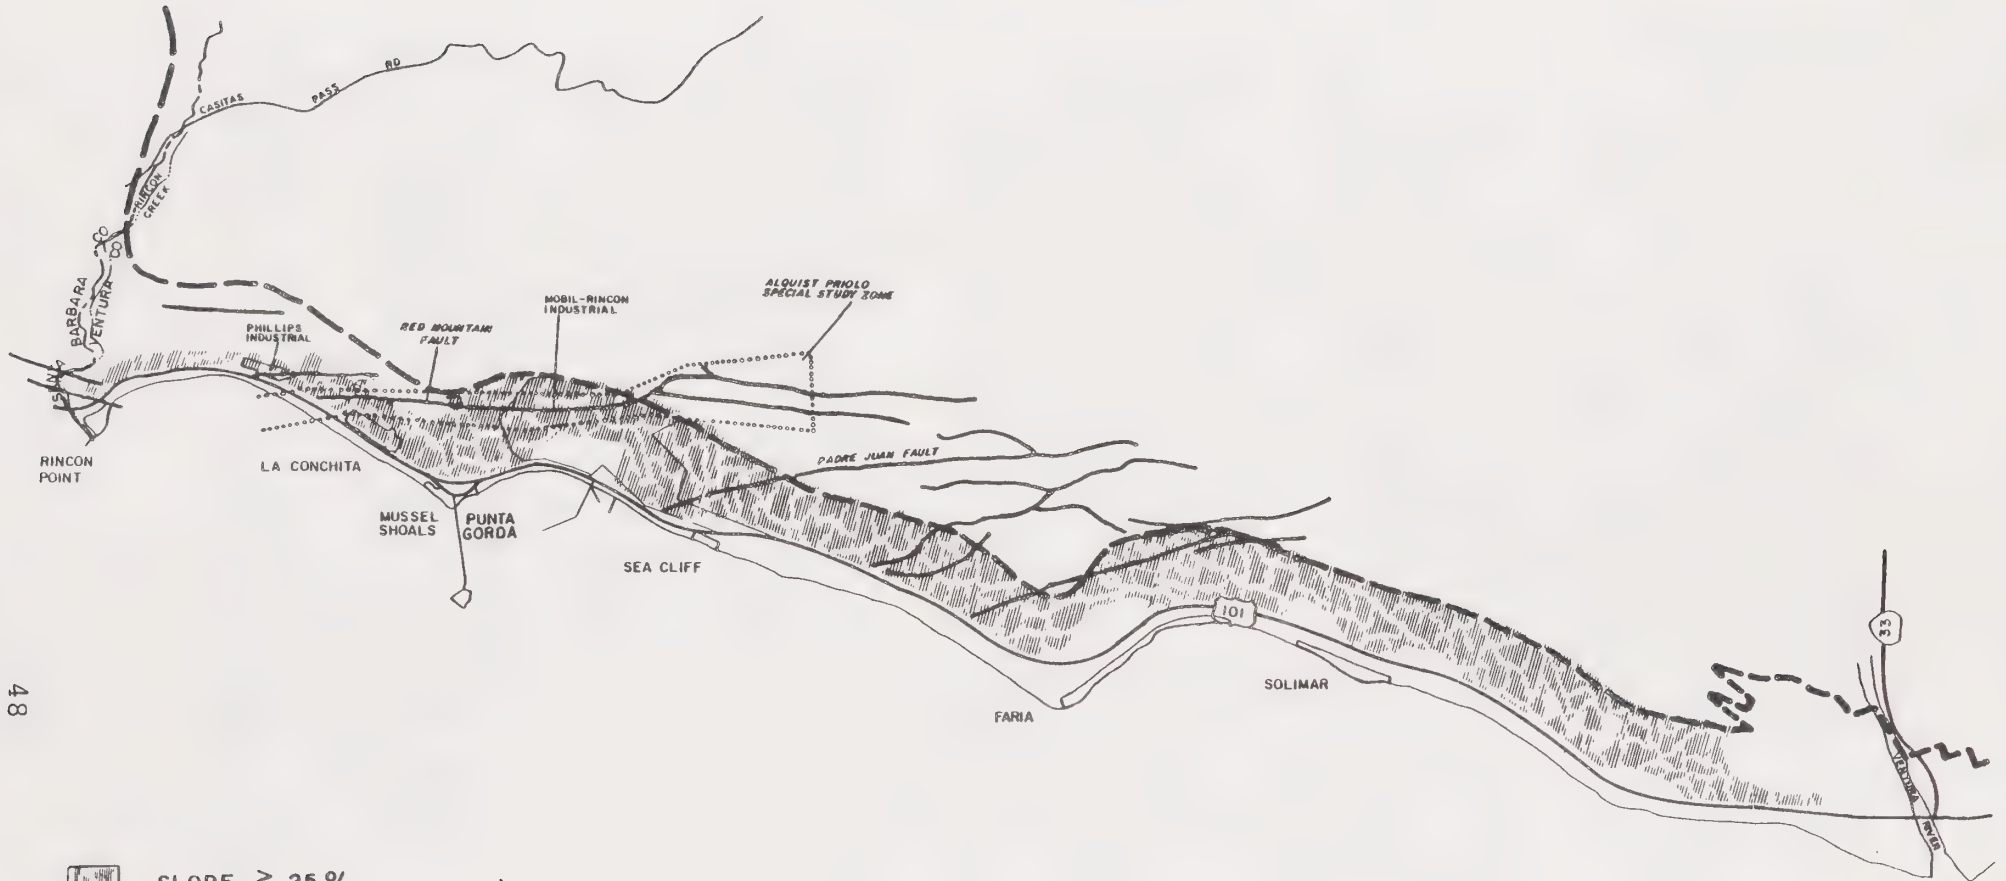 RD
PASS
CASITAS
RINCON
CREEK
CO
CO
BARBARA
VENTURA
ALQUIST PRIOLO
SPECIAL STUDY ZONE
MOBIL-RINCON
INDUSTRIAL
PHILLIPS
INDUSTRIAL
RED MOUNTAIN
FAULT
RINCON
POINT
LA CONCHITA
PADRE JUAN FAULT
MUSSEL
SHOALS
PUNTA
GORDA
SEA CLIFF
101
33
SOLIMAR
FARIA
VENTURA
RIVER
48
SLOPE ≥ 25%